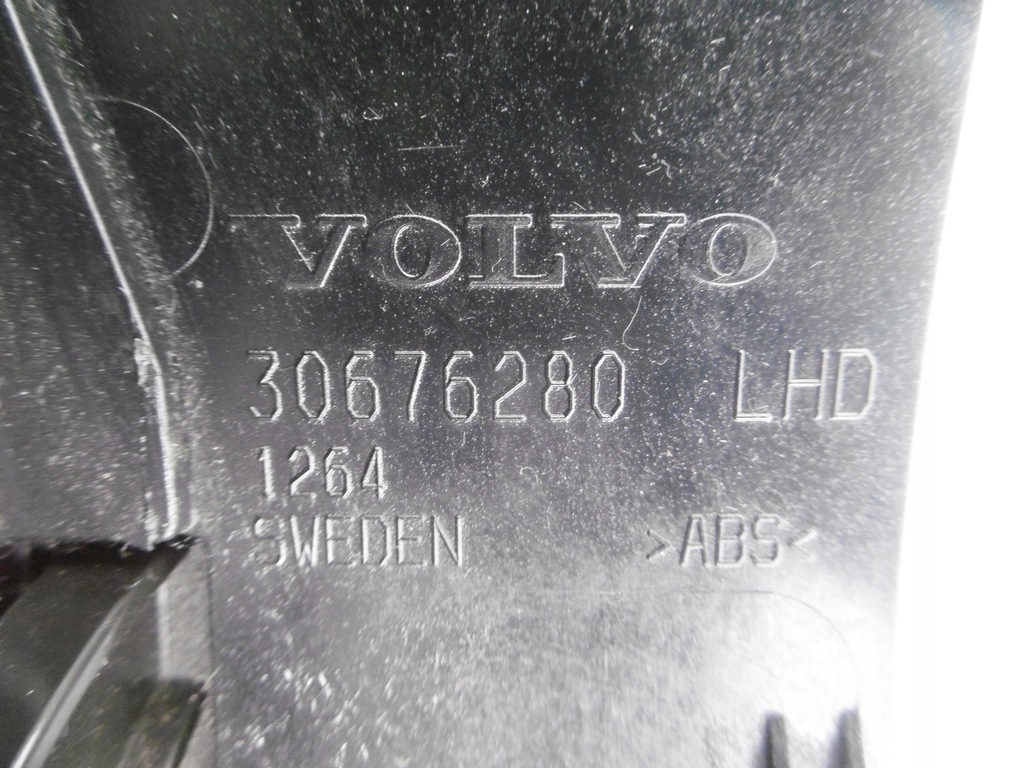 VOLVO
30676280 LHD
1264
SWEDEN >ABS<